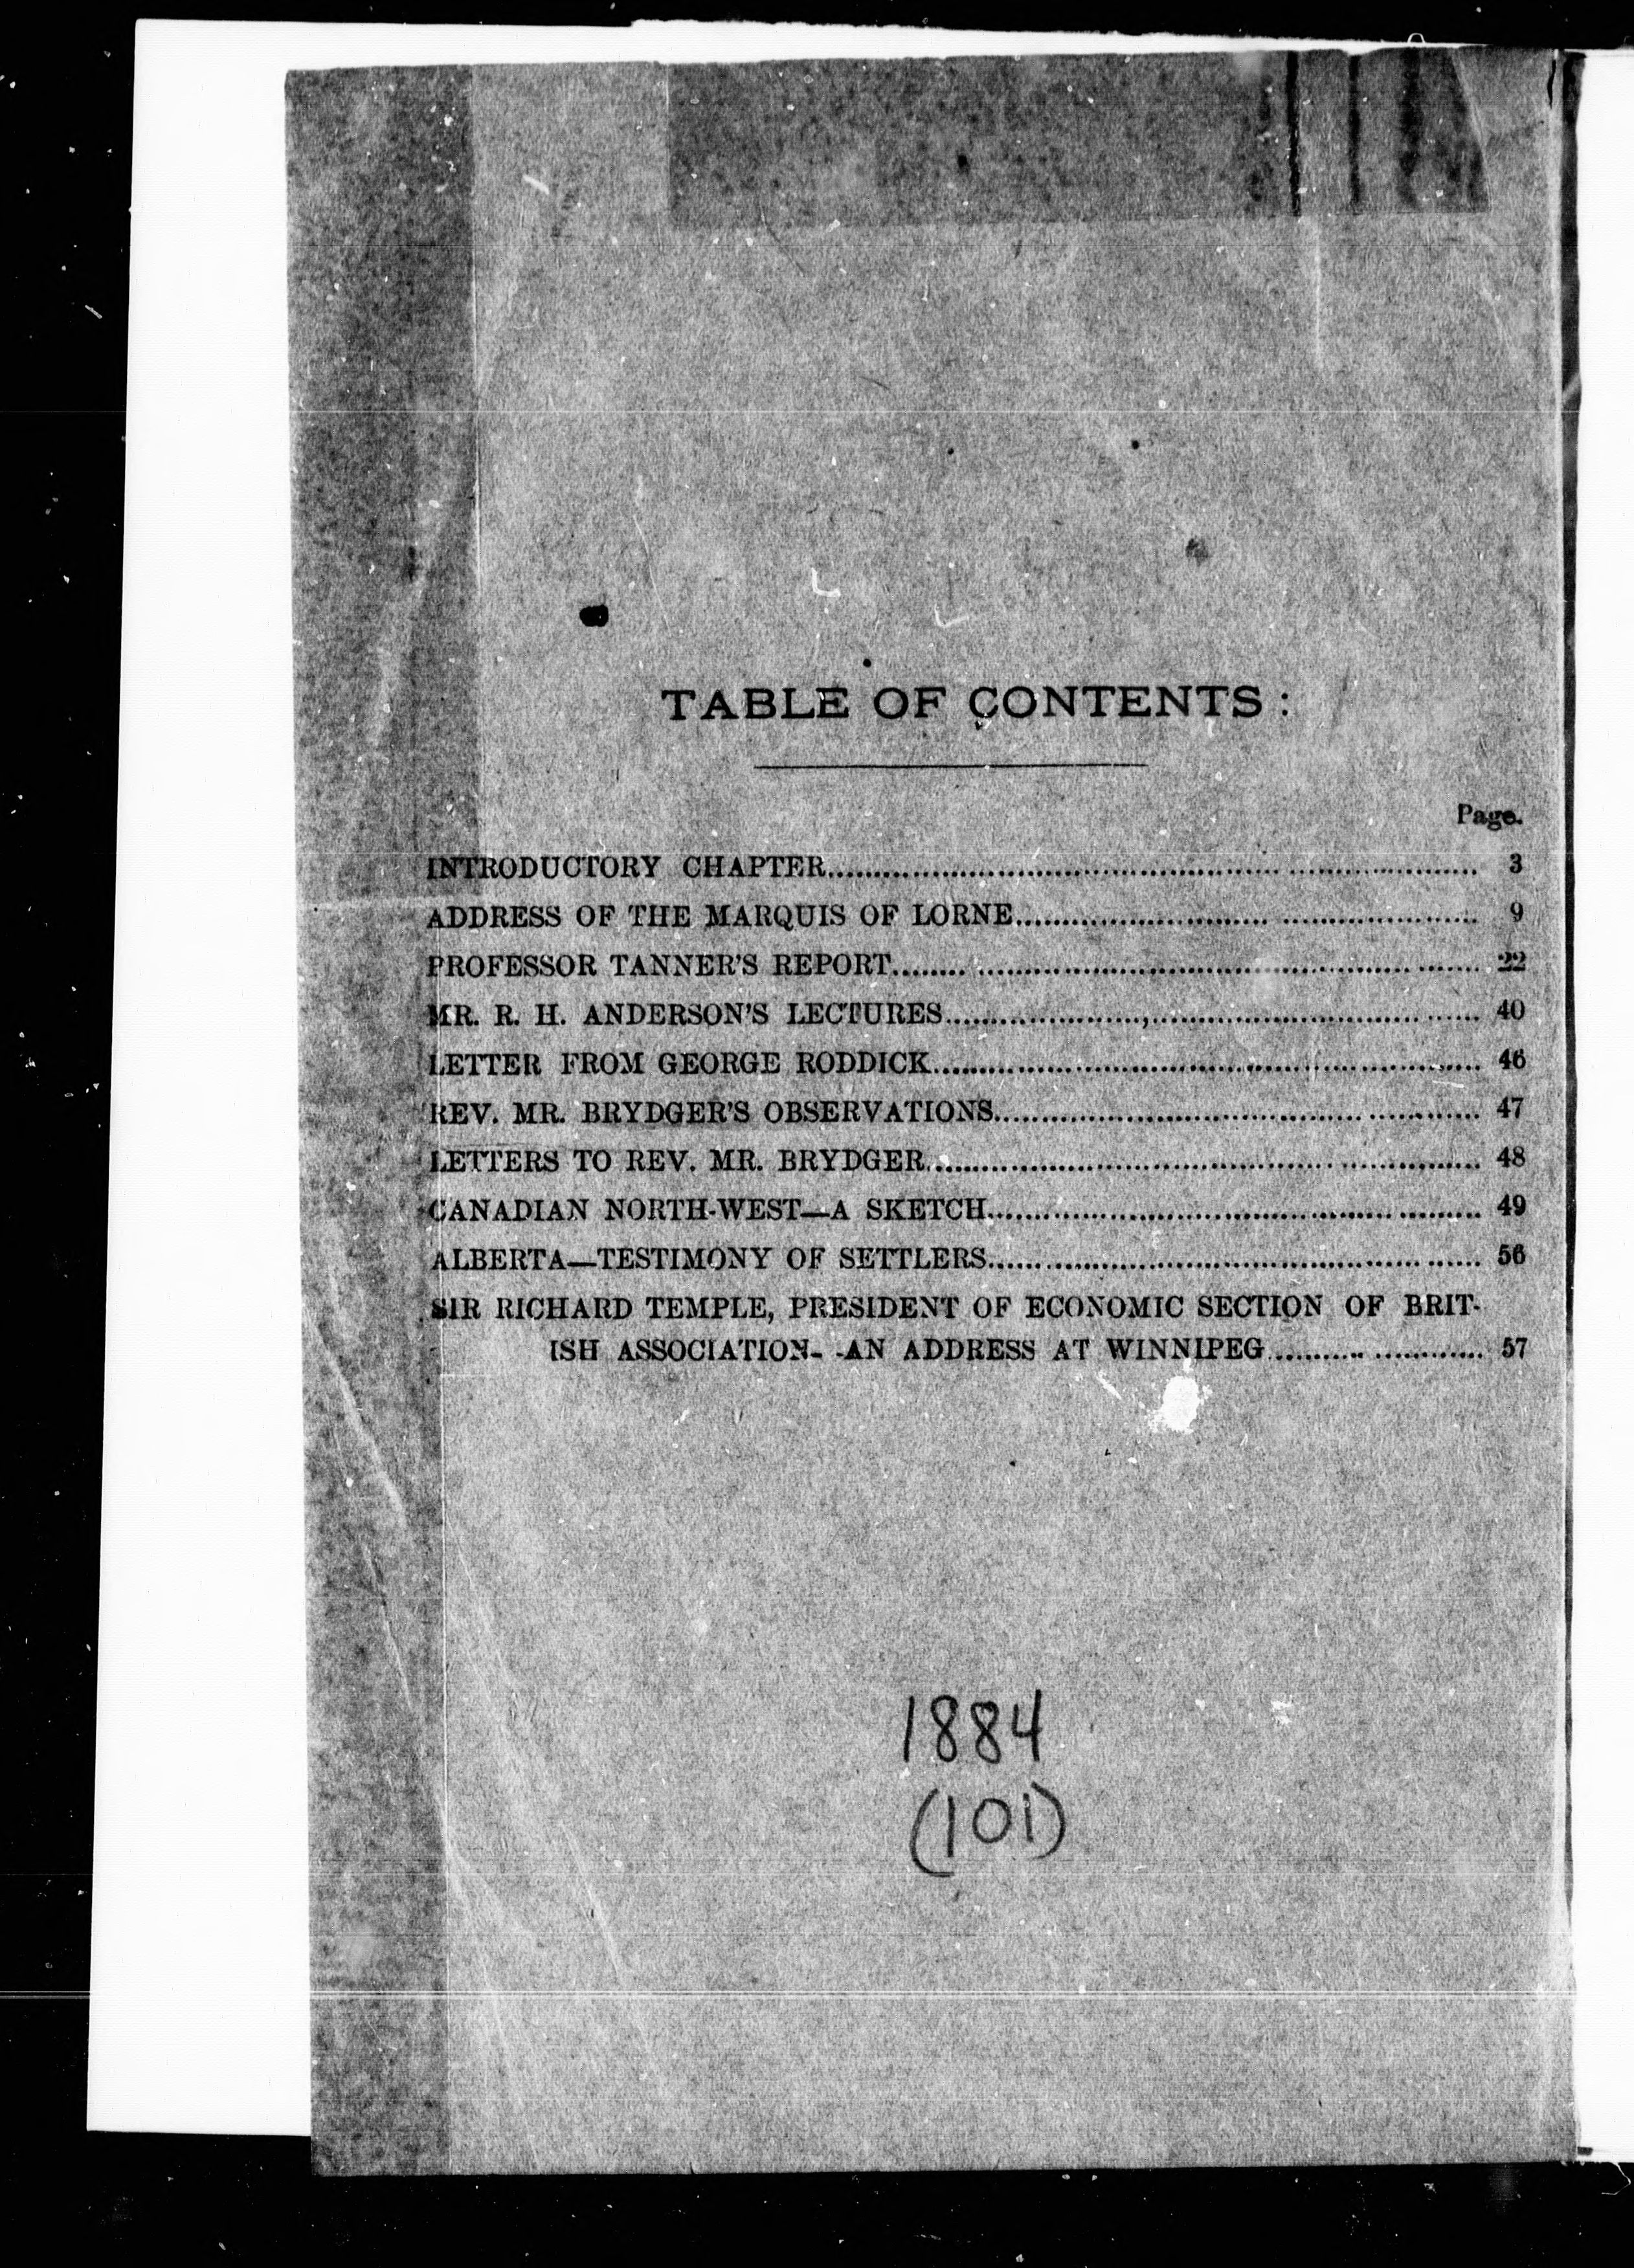 TABLE OF CONTENTS :
Page.
INTRODUCTORY CHAPTER........ 3
ADDRESS OF THE MARQUIS OF LORNE........ 9
PROFESSOR TANNER'S REPORT........ 22
MR. R. H. ANDERSON'S LECTURES........ 40
LETTER FROM GEORGE RODDICK........ 46
REV. MR. BRYDGER'S OBSERVATIONS........ 47
LETTERS TO REV. MR. BRYDGER........ 48
CANADIAN NORTH-WEST—A SKETCH........ 49
ALBERTA—TESTIMONY OF SETTLERS........ 56
SIR RICHARD TEMPLE, PRESIDENT OF ECONOMIC SECTION OF BRIT-
ISH ASSOCIATION--AN ADDRESS AT WINNIPEG........ 57
1884
(101)